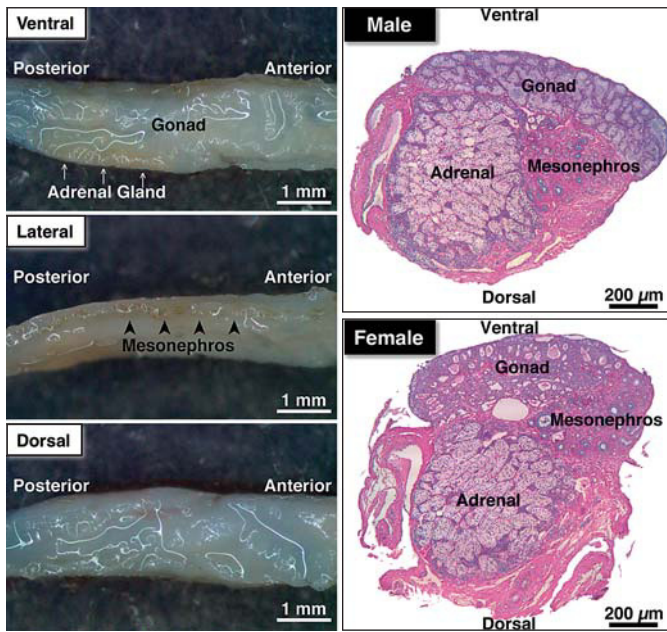 Ventral
Posterior
Anterior
Gonad
Adrenal Gland
1 mm
Lateral
Posterior
Anterior
Mesonephros
1 mm
Dorsal
Posterior
Anterior
1 mm
Ventral
Male
Gonad
Adrenal
Mesonephros
Dorsal
200 µm
Female
Ventral
Gonad
Mesonephros
Adrenal
Dorsal
200 µm